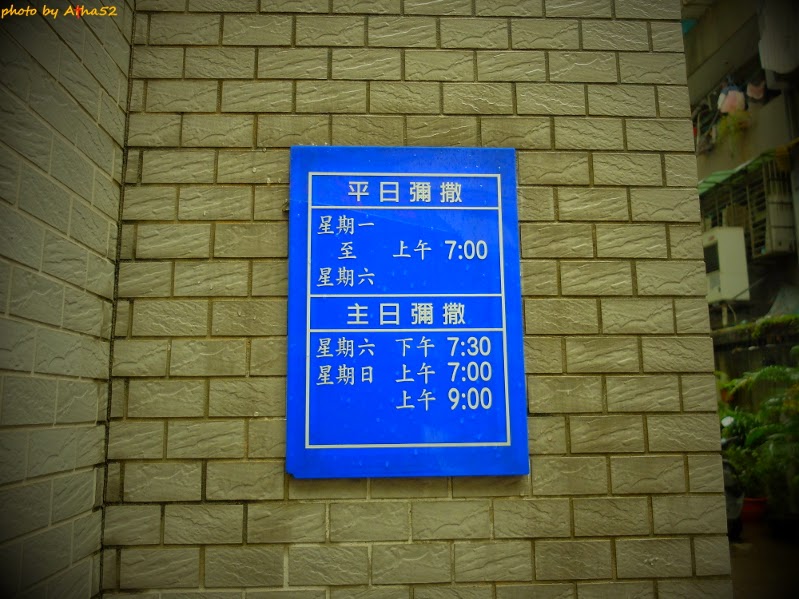 photo by Alha52
平日彌撒
星期一
至 上午 7:00
星期六
主日彌撒
星期六 下午 7:30
星期日 上午 7:00
上午 9:00